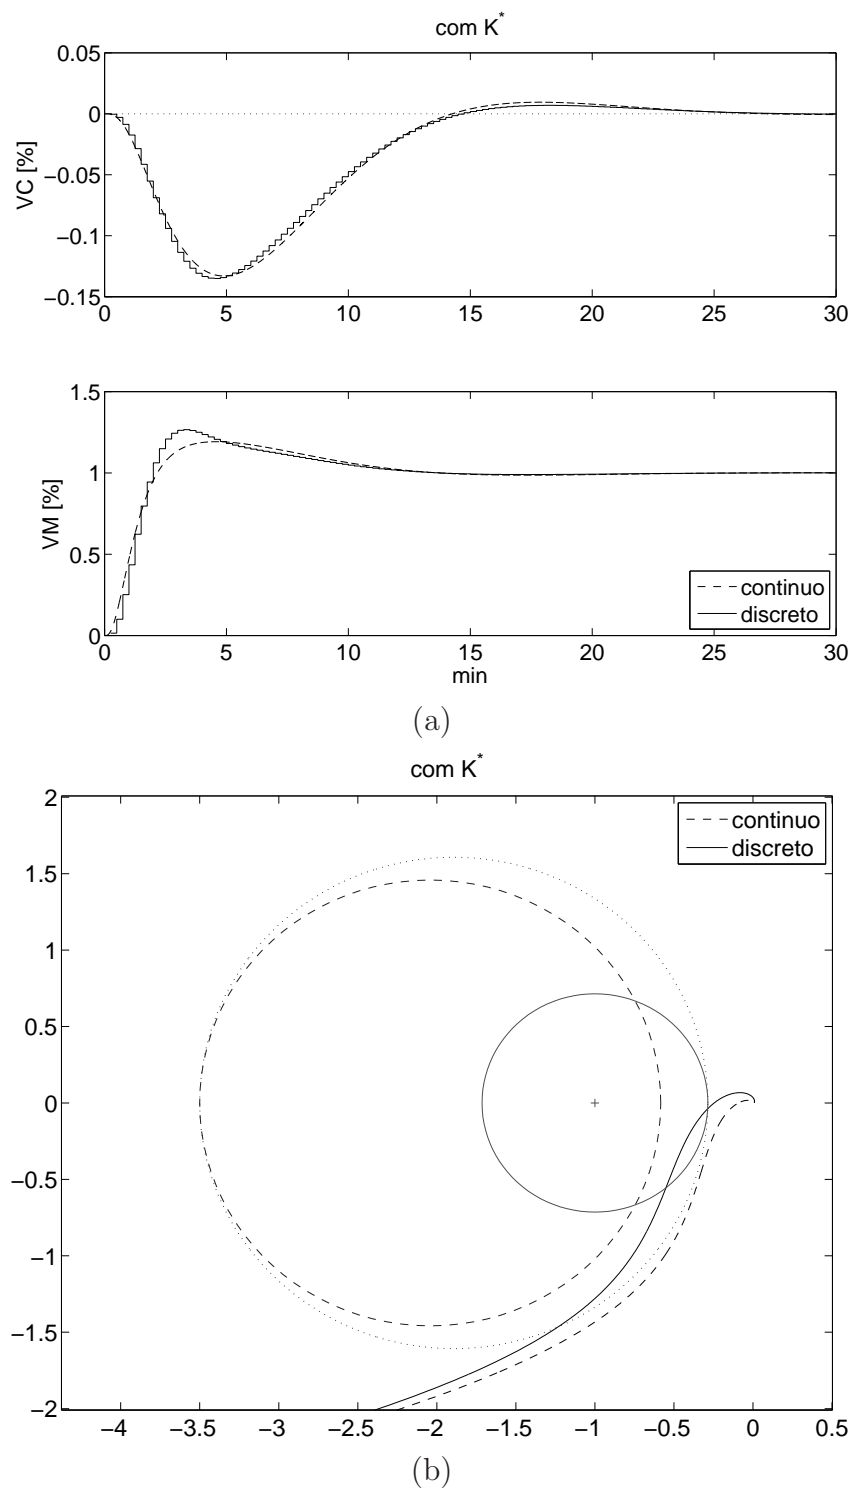 com K*
0.05
0
−0.05
−0.1
−0.15
VC [%]
0 5 10 15 20 25 30
1.5
1
0.5
0
VM [%]
continuo
discreto
0 5 10 15 20 25 30
min
(a)
com K*
2
1.5
1
0.5
0
−0.5
−1
−1.5
−2
continuo
discreto
−4 −3.5 −3 −2.5 −2 −1.5 −1 −0.5 0 0.5
(b)